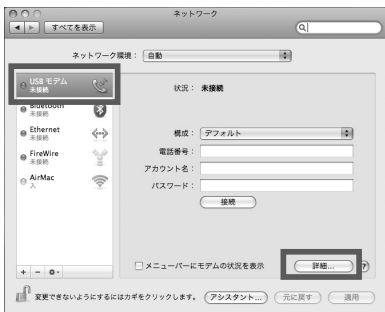 ネットワーク
すべてを表示
ネットワーク環境： 自動
USB モデム
未接続
状況： 未接続
Bluetooth
未接続
Ethernet
未接続
構成： デフォルト
電話番号：
FireWire
未接続
アカウント名：
AirMac
入
パスワード：
接続
メニューバーにモデムの状況を表示
詳細...
?
変更できないようにするにはカギをクリックします。
アシスタント...
元に戻す
適用